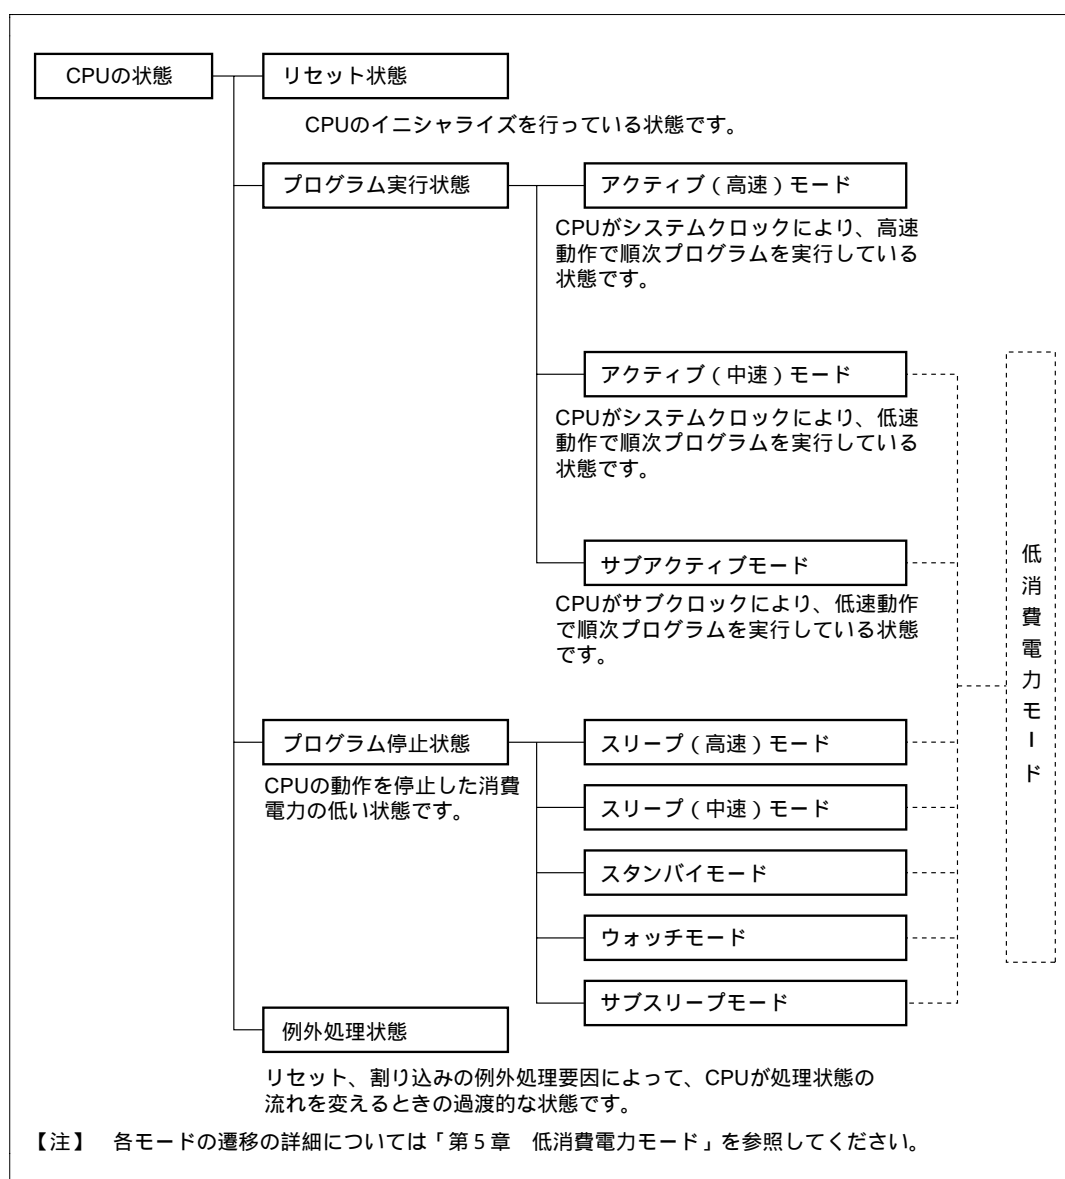 CPUの状態
リセット状態
CPUのイニシャライズを行っている状態です。
プログラム実行状態
アクティブ（高速）モード
CPUがシステムクロックにより、高速
動作で順次プログラムを実行している
状態です。
アクティブ（中速）モード
CPUがシステムクロックにより、低速
動作で順次プログラムを実行している
状態です。
サブアクティブモード
CPUがサブクロックにより、低速動作
で順次プログラムを実行している状態
です。
低消費電力モード
プログラム停止状態
CPUの動作を停止した消費
電力の低い状態です。
スリープ（高速）モード
スリープ（中速）モード
スタンバイモード
ウォッチモード
サブスリープモード
例外処理状態
リセット、割り込みの例外処理要因によって、CPUが処理状態の
流れを変えるときの過渡的な状態です。
【注】　各モードの遷移の詳細については「第５章　低消費電力モード」を参照してください。